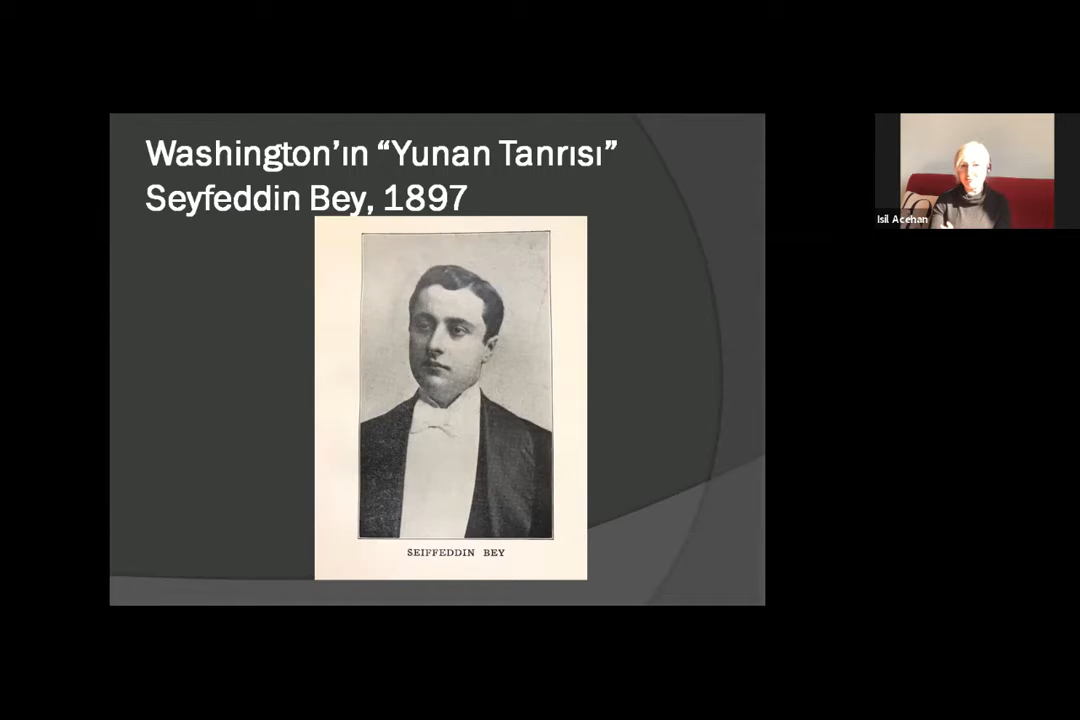 Washington’ın “Yunan Tanrısı”
Seyfeddin Bey, 1897
SEIFFEDDIN BEY
Isil Acehan